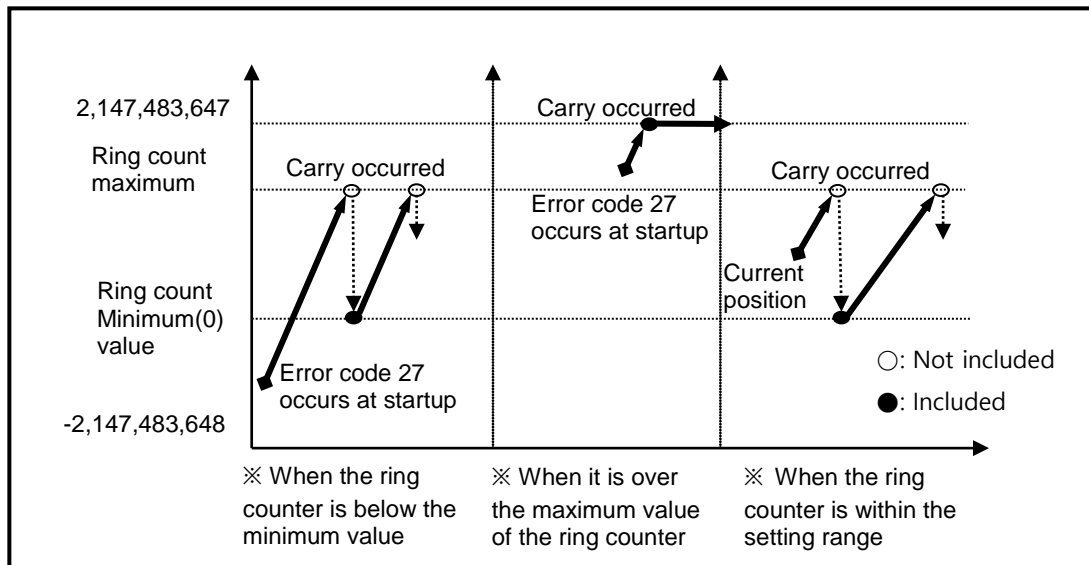 2,147,483,647
Ring count
maximum
Ring count
Minimum(0)
value
-2,147,483,648
Carry occurred
Error code 27
occurs at startup
Carry occurred
Error code 27
occurs at startup
Carry occurred
Current
position
○: Not included
●: Included
※ When the ring
counter is below the
minimum value
※ When it is over
the maximum value
of the ring counter
※ When the ring
counter is within the
setting range